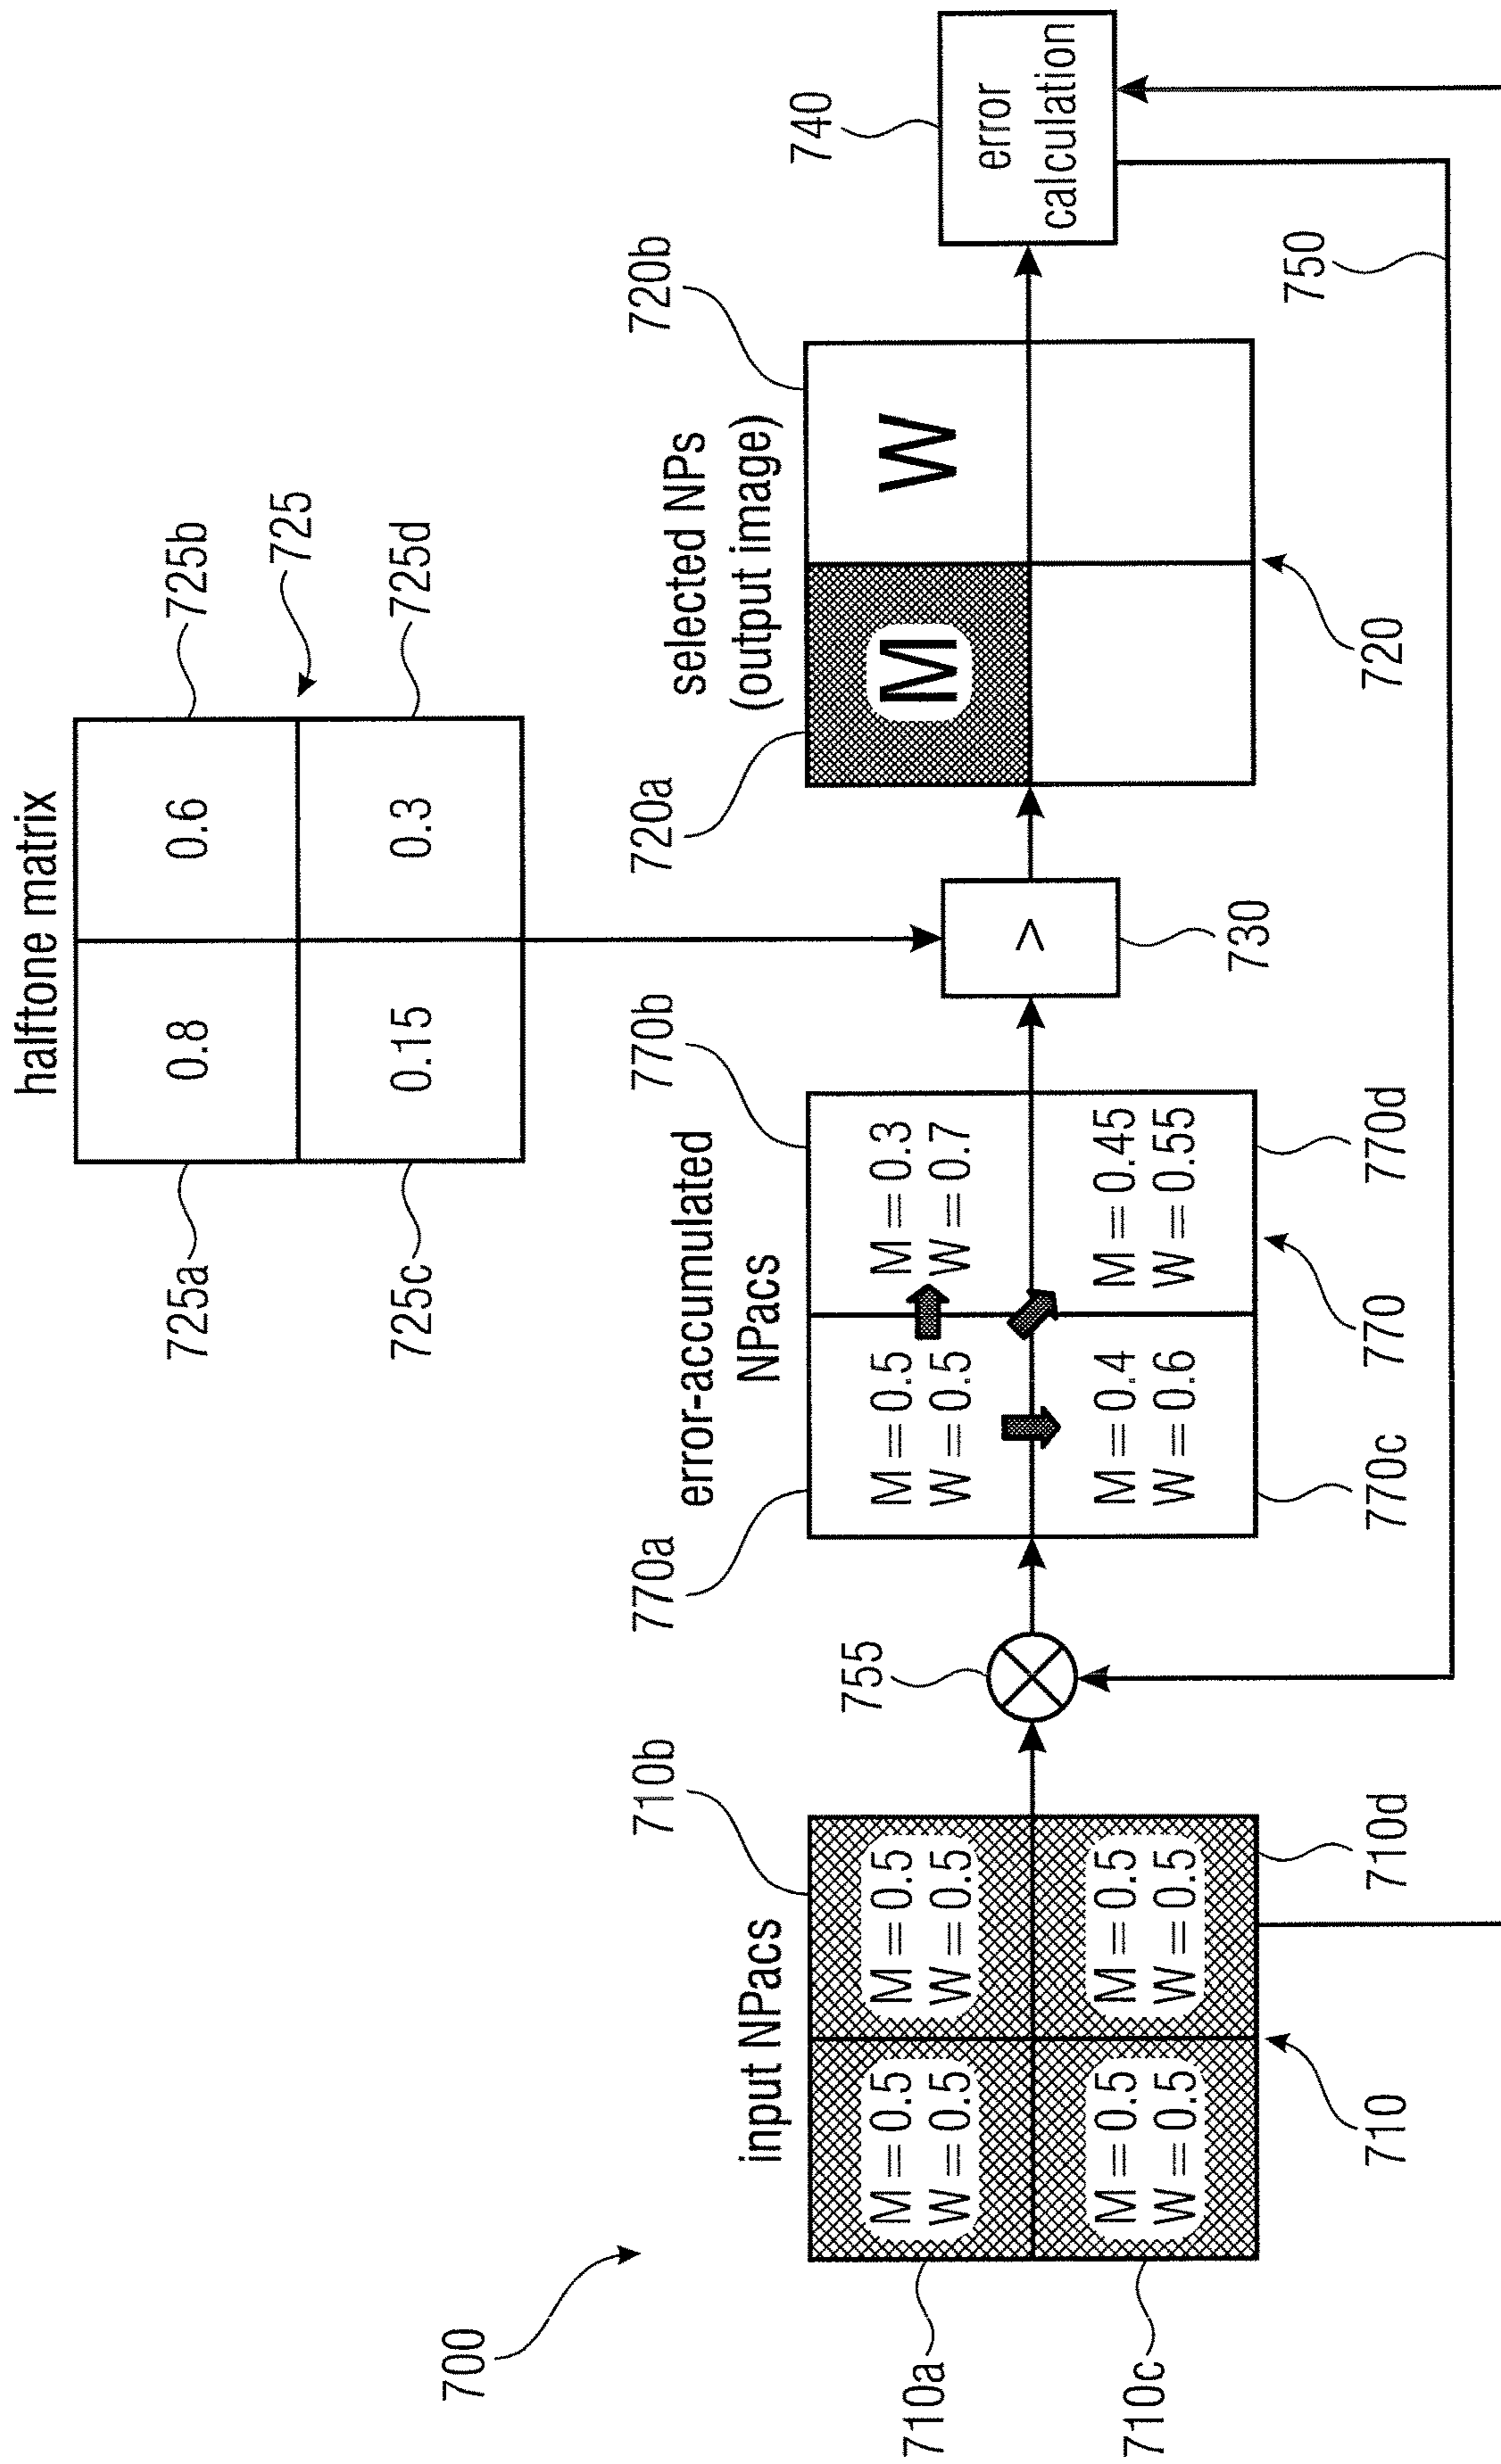 700
halftone matrix
725a
725b
0.8
0.6
0.15
0.3
725
725c
725d
input NPacs
710b
M = 0.5
W = 0.5
M = 0.5
W = 0.5
710a
M = 0.5
W = 0.5
M = 0.5
W = 0.5
710c
710
710d
755
error-accumulated
NPacs
770a
770b
M = 0.5
W = 0.5
M = 0.3
W = 0.7
M = 0.4
W = 0.6
M = 0.45
W = 0.55
770c
770
770d
>
730
selected NPs
(output image)
720a
720b
M
W
720
740
error
calculation
750